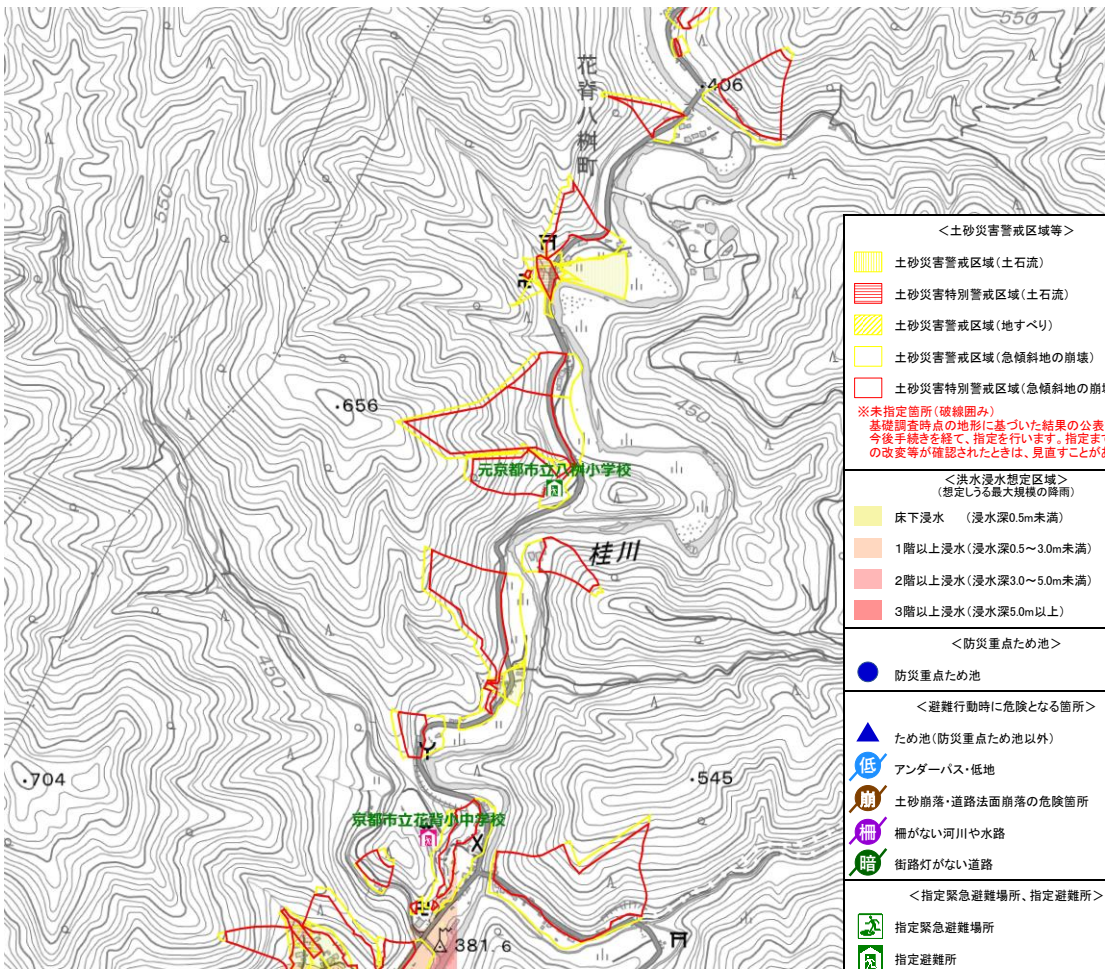 550
・406
花脊八桝町
550
・656
450
元京都市立八桝小学校
桂川
450
・704
・545
京都市立花背小中学校
381.6
＜土砂災害警戒区域等＞
土砂災害警戒区域（土石流）
土砂災害特別警戒区域（土石流）
土砂災害警戒区域（地すべり）
土砂災害警戒区域（急傾斜地の崩壊）
土砂災害特別警戒区域（急傾斜地の崩
※未指定箇所（破線囲み）
基礎調査時点の地形に基づいた結果の公表
今後手続きを経て、指定を行います。指定ま
の改変等が確認されたときは、見直すことが
＜洪水浸水想定区域＞
（想定しうる最大規模の降雨）
床下浸水　（浸水深0.5m未満）
1階以上浸水（浸水深0.5～3.0m未満）
2階以上浸水（浸水深3.0～5.0m未満）
3階以上浸水（浸水深5.0m以上）
＜防災重点ため池＞
防災重点ため池
＜避難行動時に危険となる箇所＞
ため池（防災重点ため池以外）
低 アンダーパス・低地
崩 土砂崩落・道路法面崩落の危険箇所
柵 柵がない河川や水路
暗 街路灯がない道路
＜指定緊急避難場所、指定避難所＞
指定緊急避難場所
指定避難所